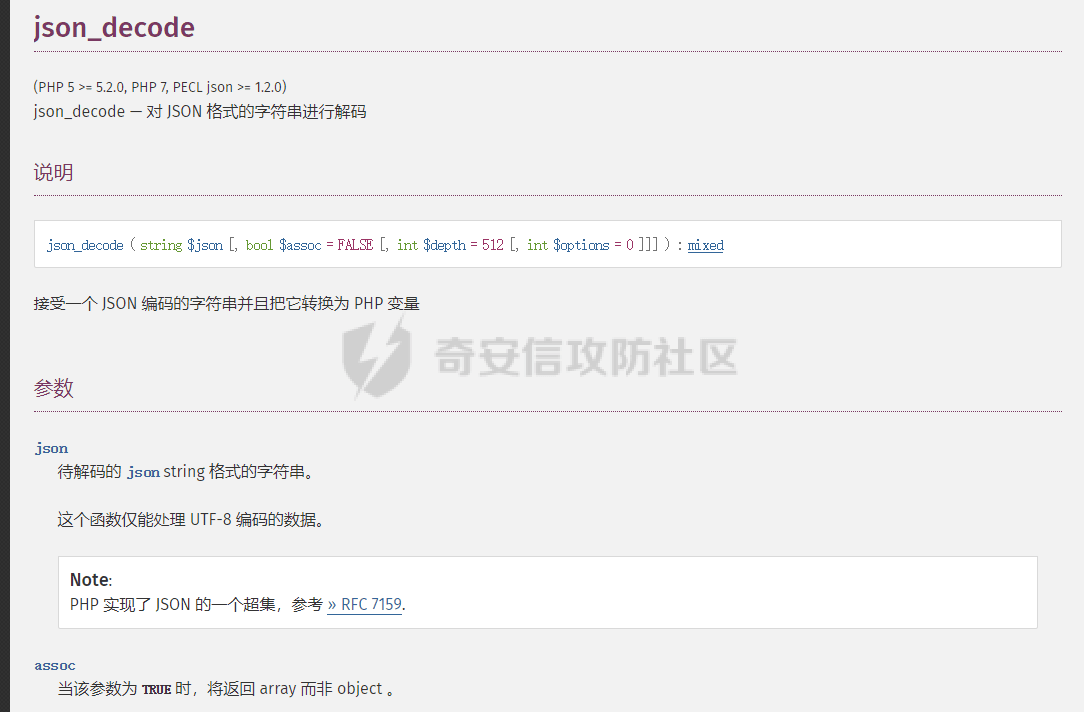 json_decode
(PHP 5 >= 5.2.0, PHP 7, PECL json >= 1.2.0)
json_decode — 对 JSON 格式的字符串进行解码
说明
json_decode ( string $json [, bool $assoc = FALSE [, int $depth = 512 [, int $options = 0 ]]] ) : mixed
接受一个 JSON 编码的字符串并且把它转换为 PHP 变量
奇安信攻防社区
参数
json
待解码的 json string 格式的字符串。
这个函数仅能处理 UTF-8 编码的数据。
Note:
PHP 实现了 JSON 的一个超集，参考 » RFC 7159.
assoc
当该参数为 TRUE 时，将返回 array 而非 object 。